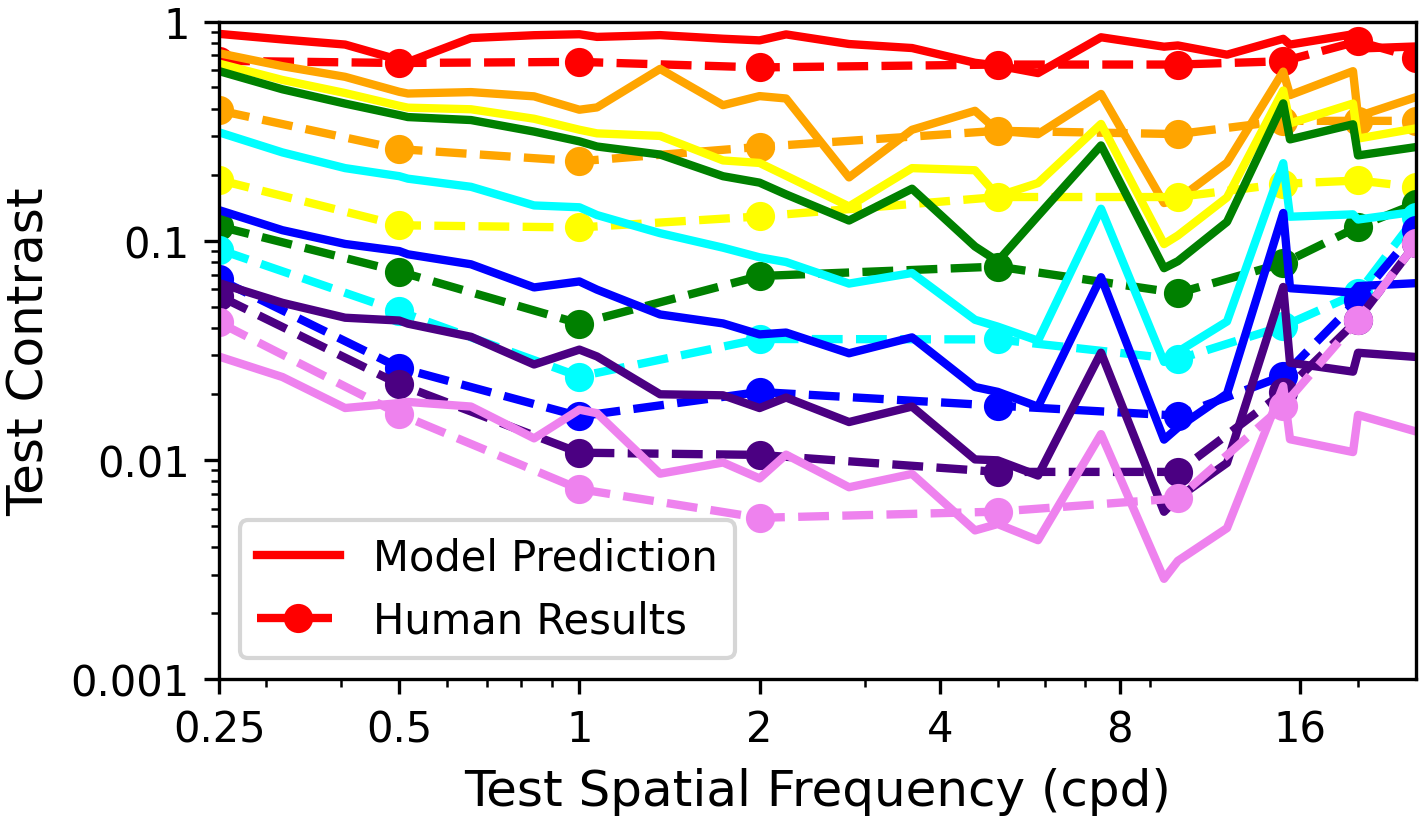 1
0.1
0.01
0.001
Test Contrast
Model Prediction
Human Results
0.25 0.5 1 2 4 8 16
Test Spatial Frequency (cpd)